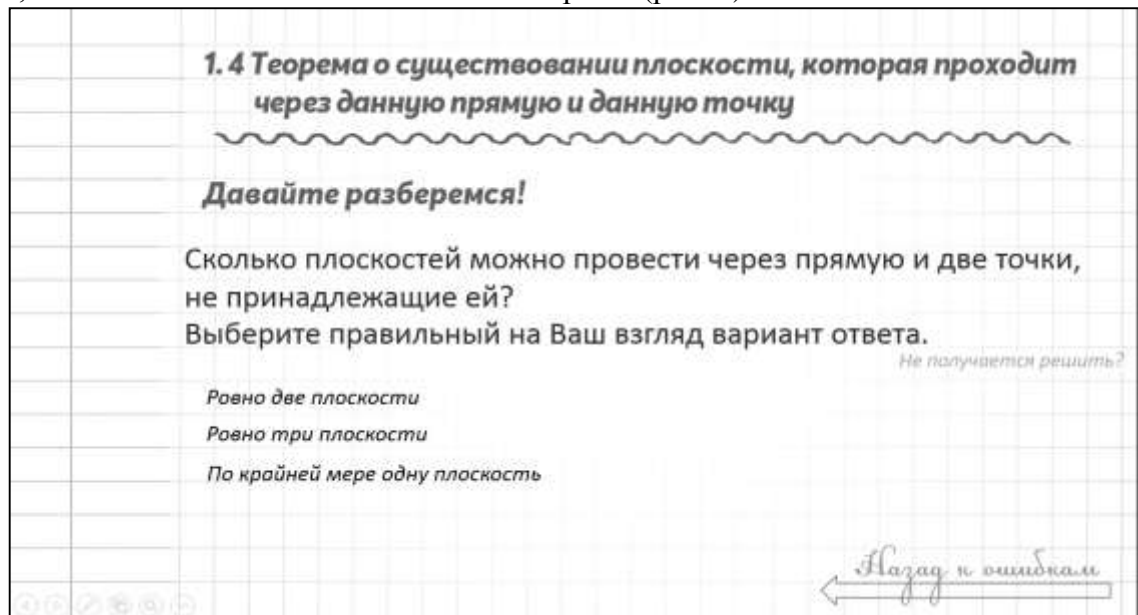 1. 4 Теорема о существовании плоскости, которая проходит
через данную прямую и данную точку
Давайте разберемся!
Сколько плоскостей можно провести через прямую и две точки,
не принадлежащие ей?
Выберите правильный на Ваш взгляд вариант ответа.
Не получается решить?
Ровно две плоскости
Ровно три плоскости
По крайней мере одну плоскость
Назад к ошибкам